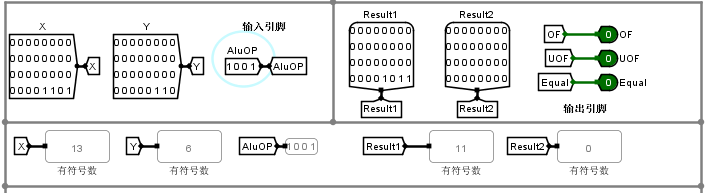 X
00000000
00000000
00000000
00001101
X
Y
00000000
00000000
00000000
00000110
Y
输入引脚
AluOP
1001
AluOP
Result1
00000000
00000000
00000000
00001011
Result1
Result2
00000000
00000000
00000000
00000000
Result2
OF 0 OF
UOF 0 UOF
Equal 0 Equal
输出引脚
X 13
有符号数
Y 6
有符号数
AluOP 1001
Result1 11
有符号数
Result2 0
有符号数